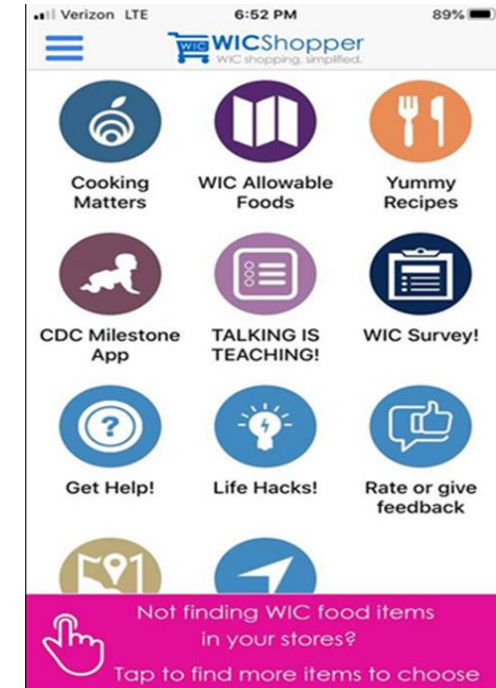 Verizon LTE 6:52 PM 89%
WIC WICShopper
WIC shopping, simplified.
Cooking Matters
WIC Allowable Foods
Yummy Recipes
CDC Milestone App
TALKING IS TEACHING!
WIC Survey!
?
Get Help!
Life Hacks!
Rate or give feedback
Not finding WIC food items
in your stores?
Tap to find more items to choose